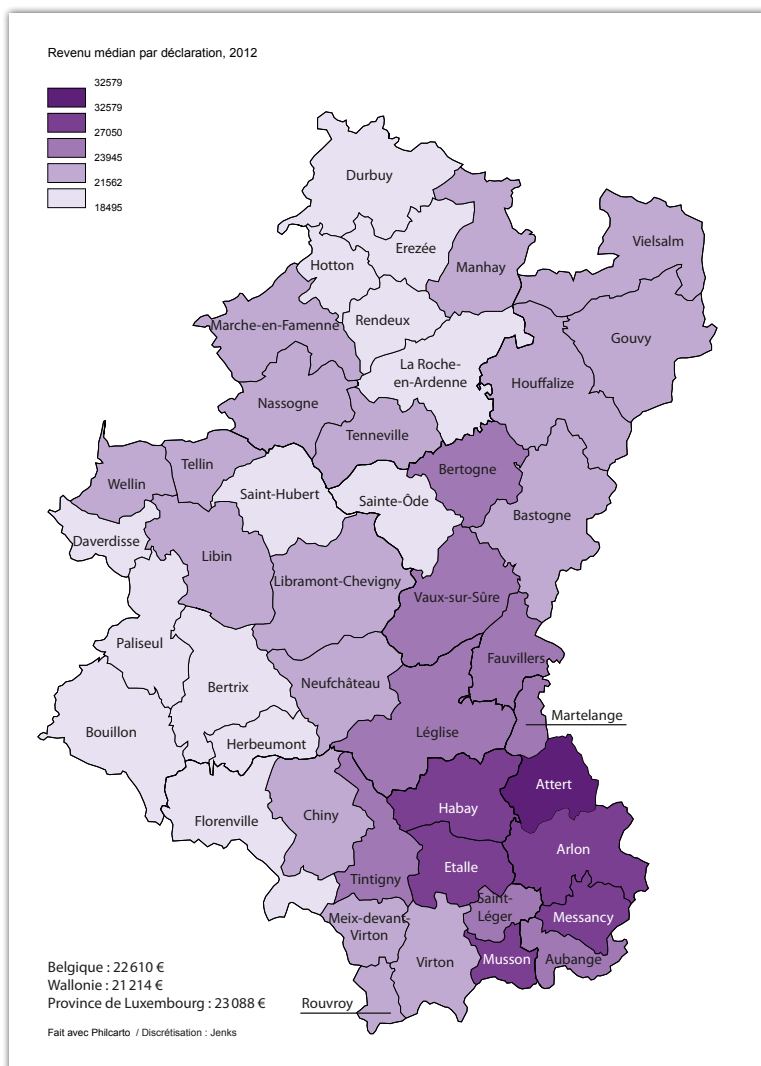 Revenu médian par déclaration, 2012
32579
32579
27050
23945
21562
18495
Durbuy
Vielsalm
Erezée
Hotton
Manhay
Marche-en-Famenne
Rendeux
Gouvy
La Roche-
en-Ardenne
Houffalize
Nassogne
Tenneville
Tellin
Bertogne
Wellin
Saint-Hubert
Sainte-Ôde
Bastogne
Daverdisse
Libin
Libramont-Chevigny
Vaux-sur-Sûre
Paliseul
Fauvillers
Bertrix
Neufchâteau
Martelange
Bouillon
Herbeumont
Léglise
Attert
Habay
Florenville
Chiny
Arlon
Etalle
Tintigny
Saint-
Léger
Messancy
Meix-devant-
Virton
Virton
Musson
Aubange
Belgique : 22 610 €
Wallonie : 21 214 €
Province de Luxembourg : 23 088 €
Rouvroy
Fait avec Philcarto / Discrétisation : Jenks